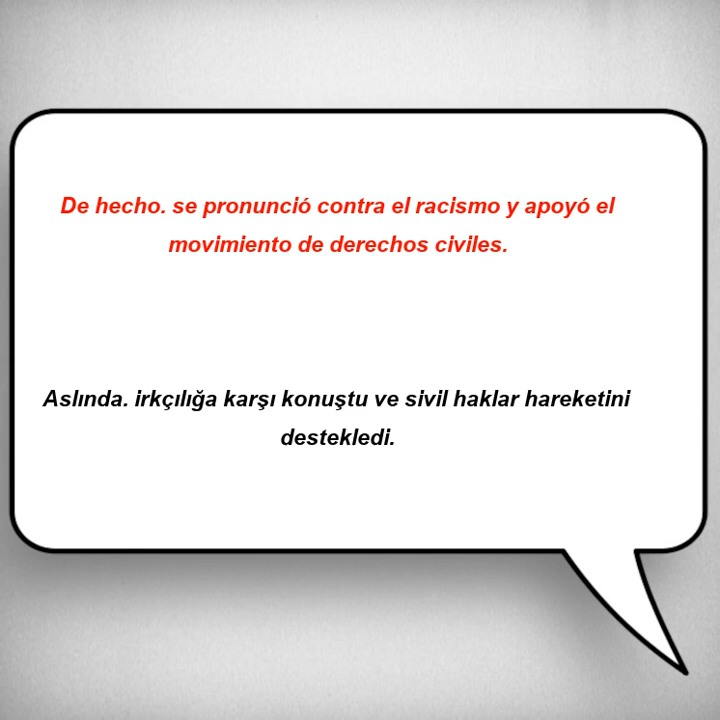 De hecho. se pronunció contra el racismo y apoyó el
movimiento de derechos civiles.
Aslında. irkçılığa karşı konuştu ve sivil haklar hareketini
destekledi.